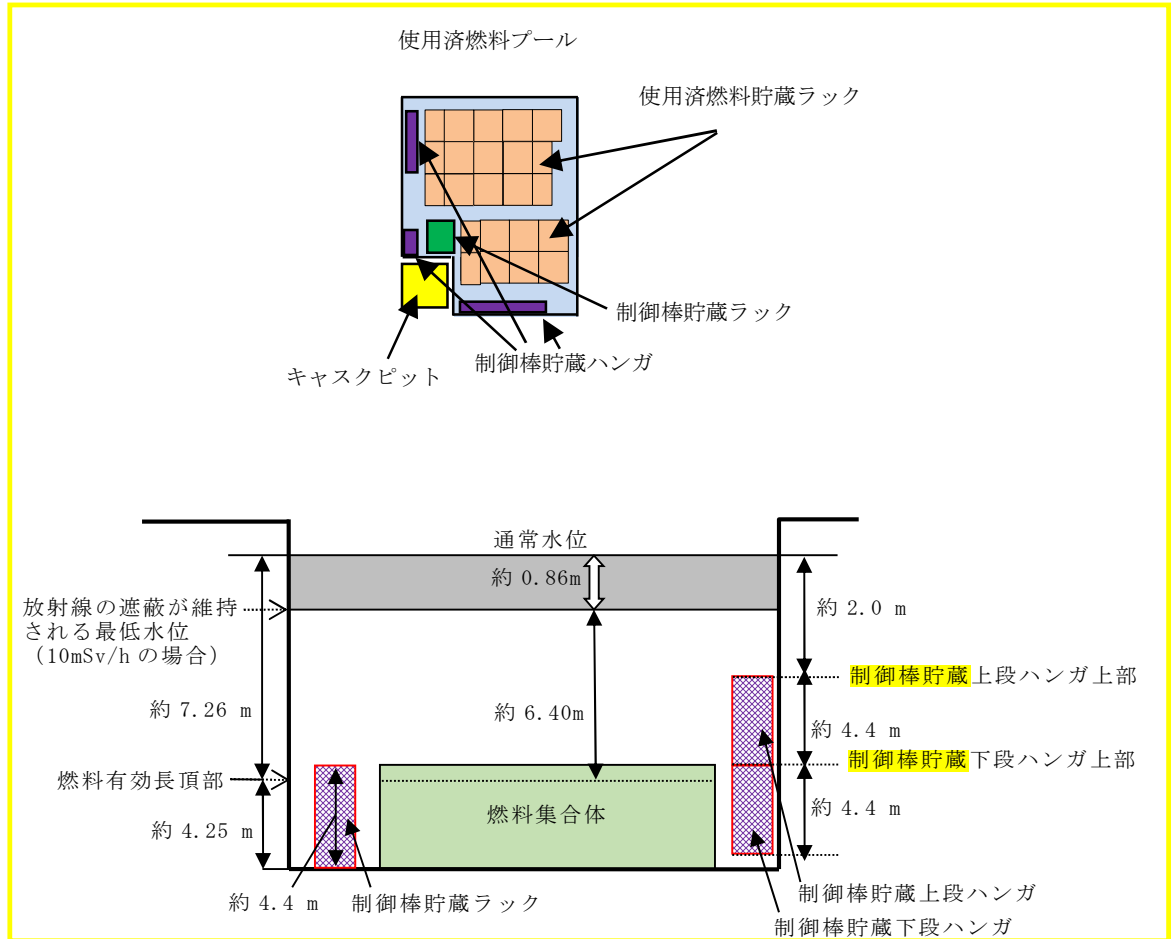 使用済燃料プール
使用済燃料貯蔵ラック
制御棒貯蔵ラック
制御棒貯蔵ハンガ
キャスクピット
通常水位
約 0.86m
放射線の遮蔽が維持
される最低水位
（10mSv/h の場合）
約 2.0 m
制御棒貯蔵上段ハンガ上部
約 7.26 m
約 6.40m
約 4.4 m
制御棒貯蔵下段ハンガ上部
燃料有効長頂部
燃料集合体
約 4.4 m
約 4.25 m
約 4.4 m
制御棒貯蔵ラック
制御棒貯蔵上段ハンガ
制御棒貯蔵下段ハンガ